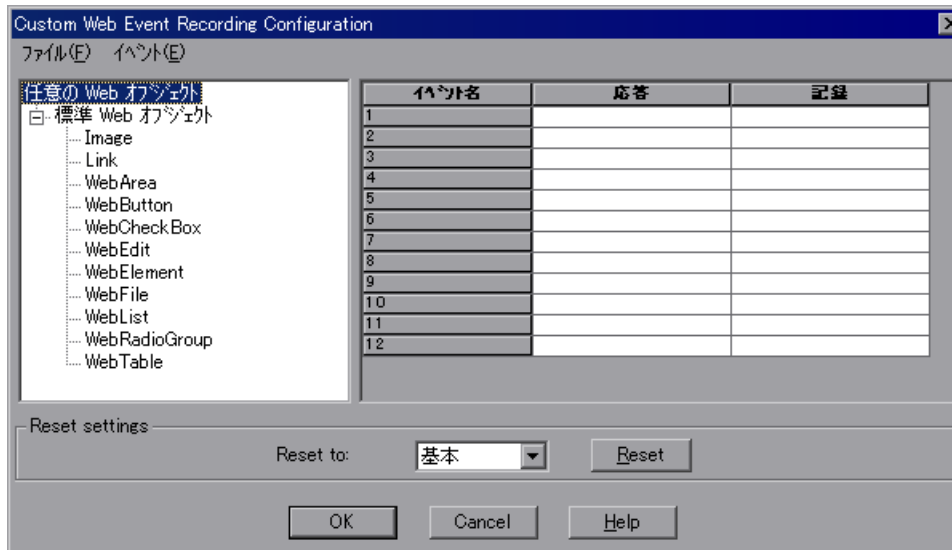 Custom Web Event Recording Configuration
ファイル(F) イベント(E)
任意の Web オブジェクト
標準 Web オブジェクト
Image
Link
WebArea
WebButton
WebCheckBox
WebEdit
WebElement
WebFile
WebList
WebRadioGroup
WebTable
イベント名 応答 記録
1
2
3
4
5
6
7
8
9
10
11
12
Reset settings
Reset to: 基本 Reset
OK Cancel Help